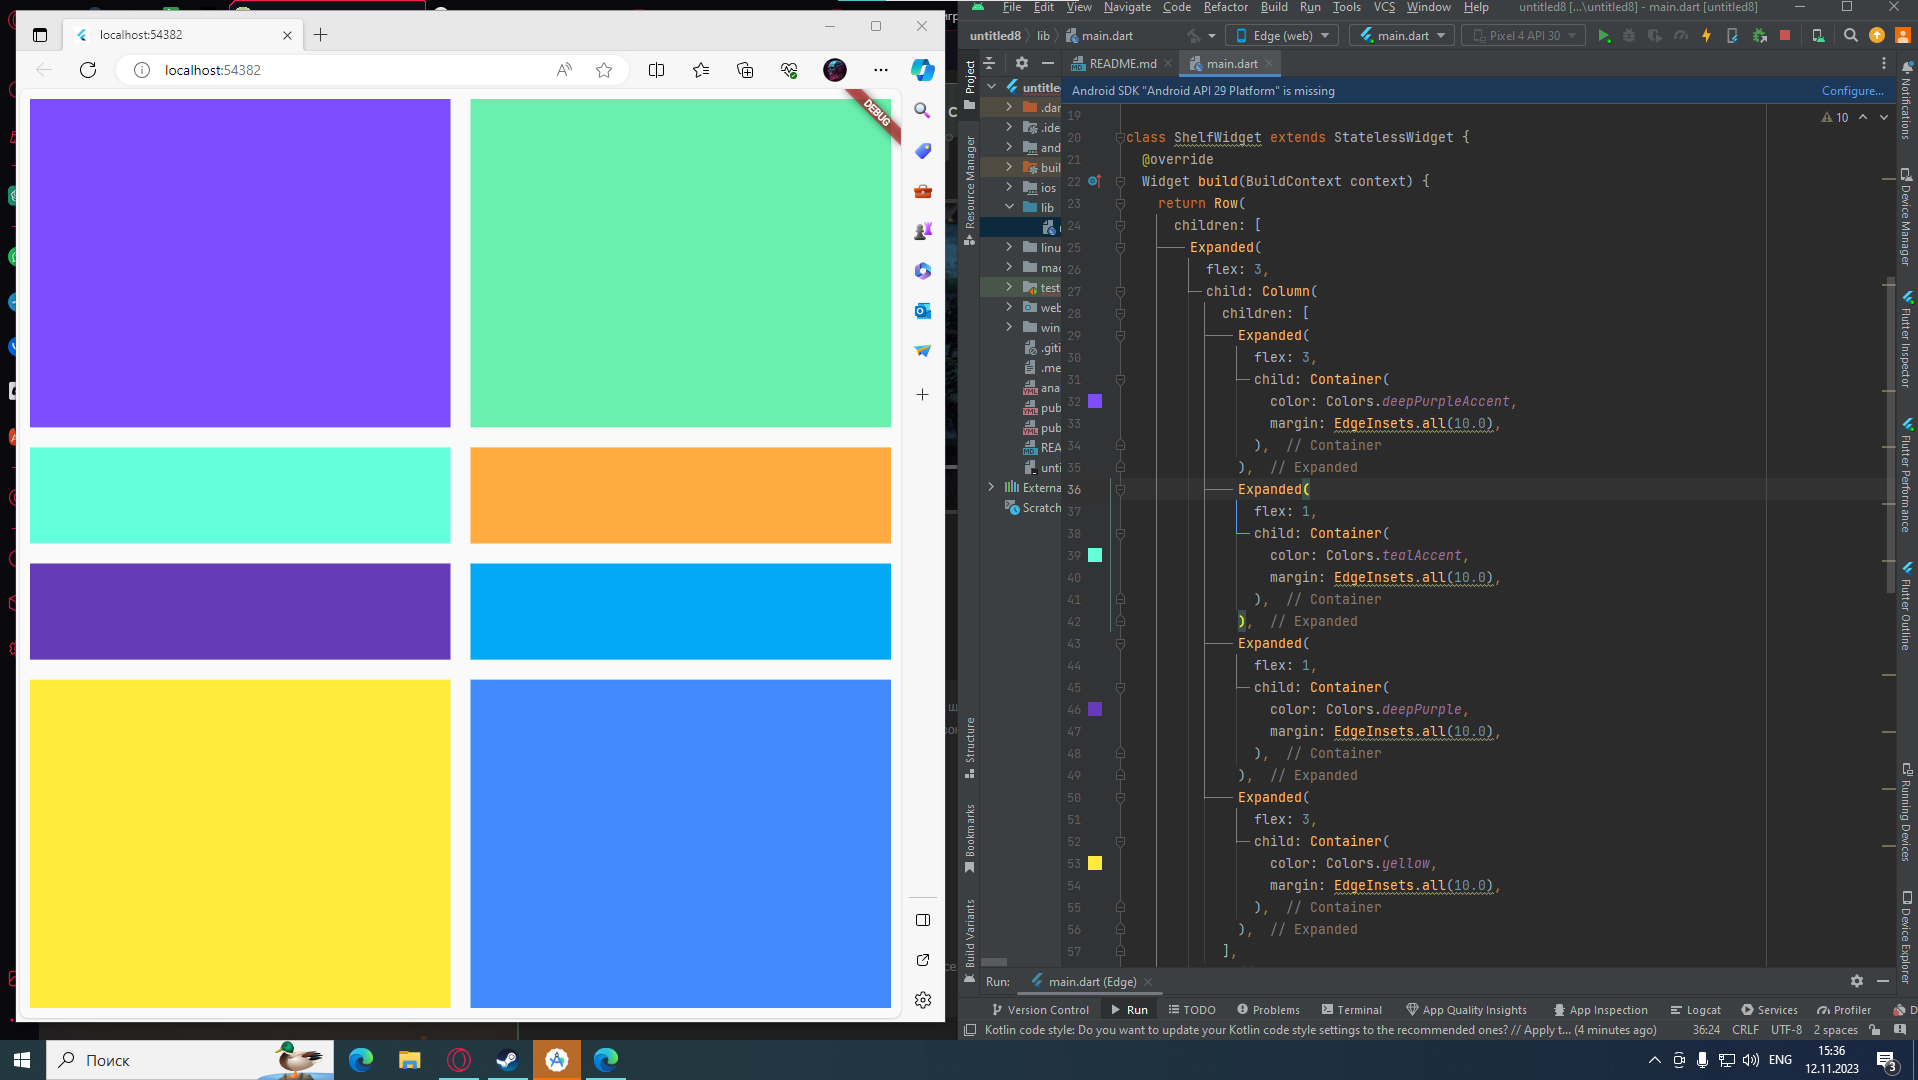 localhost:54382
localhost:54382
DEBUG
File Edit View Navigate Code Refactor Build Run Tools VCS Window Help untitled8 [...\untitled8] - main.dart [untitled8]
untitled8 lib main.dart Edge (web) main.dart Pixel 4 API 30
Project
Resource Manager
Structure
Bookmarks
Build Variants
README.md main.dart
Android SDK "Android API 29 Platform" is missing Configure...
10
.ide
and
ios
lib
test
web
.giti
.me
ana
pub
pub
REA
Externa
Scratch
19
20 class ShelfWidget extends StatelessWidget {
21 @override
22 Widget build(BuildContext context) {
23 return Row(
24 children: [
25 Expanded(
26 flex: 3,
27 child: Column(
28 children: [
29 Expanded(
30 flex: 3,
31 child: Container(
32 color: Colors.deepPurpleAccent,
33 margin: EdgeInsets.all(10.0),
34 ), // Container
35 ), // Expanded
36 Expanded(
37 flex: 1,
38 child: Container(
39 color: Colors.tealAccent,
40 margin: EdgeInsets.all(10.0),
41 ), // Container
42 ), // Expanded
43 Expanded(
44 flex: 1,
45 child: Container(
46 color: Colors.deepPurple,
47 margin: EdgeInsets.all(10.0),
48 ), // Container
49 ), // Expanded
50 Expanded(
51 flex: 3,
52 child: Container(
53 color: Colors.yellow,
54 margin: EdgeInsets.all(10.0),
55 ), // Container
56 ), // Expanded
57 ],
Notifications
Device Manager
Flutter Inspector
Flutter Performance
Flutter Outline
Running Devices
Device Explorer
Run: main.dart (Edge)
Version Control Run TODO Problems Terminal App Quality Insights App Inspection Logcat Services Profiler D
Kotlin code style: Do you want to update your Kotlin code style settings to the recommended ones? // Apply t... (4 minutes ago) 36:24 CRLF UTF-8 2 spaces
Поиск
ENG
15:36
12.11.2023
3